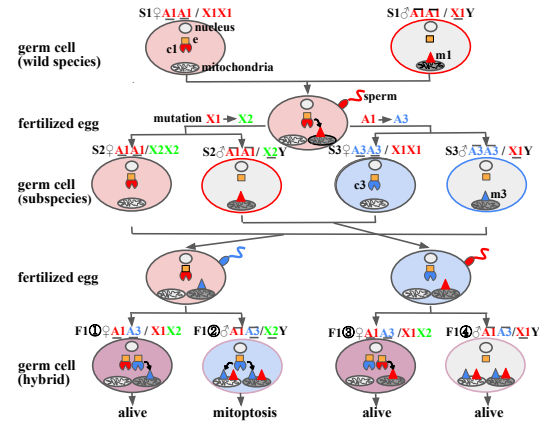 S1♀A1A1 / X1X1
S1♂A1A1 / X1Y
nucleus
e
c1
mitochondria
m1
germ cell
(wild species)
sperm
mutation X1→X2
A1→A3
fertilized egg
S2♀A1A1/X2X2
S2♂A1A1/ X2Y
S3♀A3A3 / X1X1
S3♂A3A3 / X1Y
c3
m3
germ cell
(subspecies)
fertilized egg
F1①♀A1A3 / X1X2
F1②♂A1A3/X2Y
F1③♀A1A3 / X1X2
F1④♂A1A3/X1Y
germ cell
(hybrid)
alive
mitoptosis
alive
alive